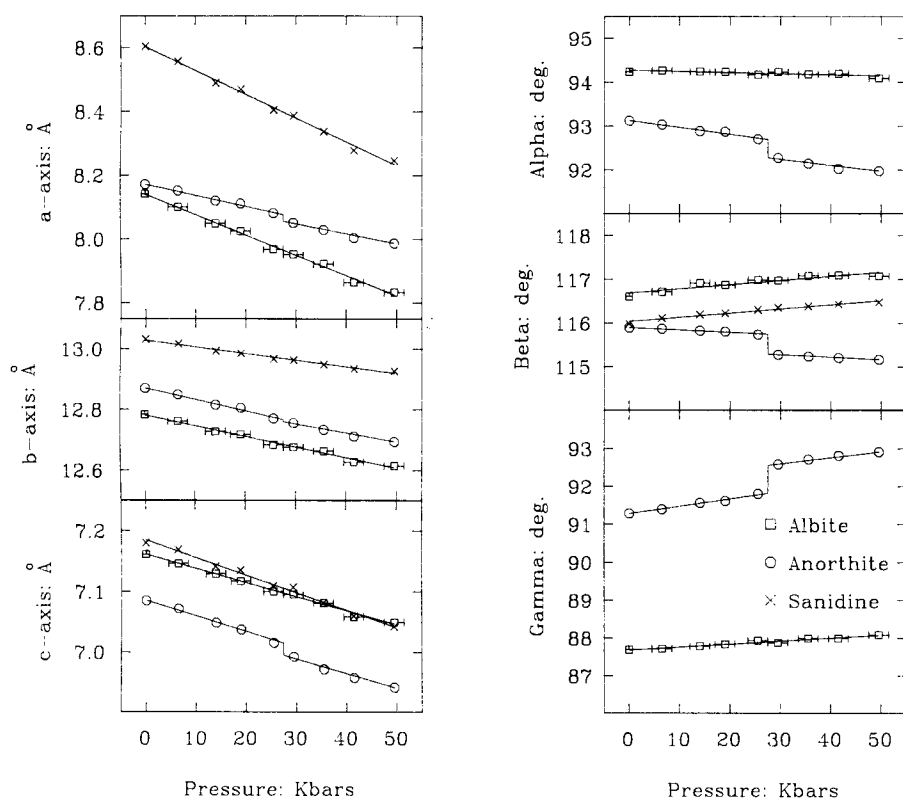 8.6
8.4
8.2
8.0
7.8
a-axis: Å
13.0
12.8
12.6
b-axis: Å
7.2
7.1
7.0
c-axis: Å
0 10 20 30 40 50
Pressure: Kbars
95
94
93
92
Alpha: deg.
118
117
116
115
Beta: deg.
93
92
91
90
89
88
87
Gamma: deg.
Albite
Anorthite
Sanidine
0 10 20 30 40 50
Pressure: Kbars